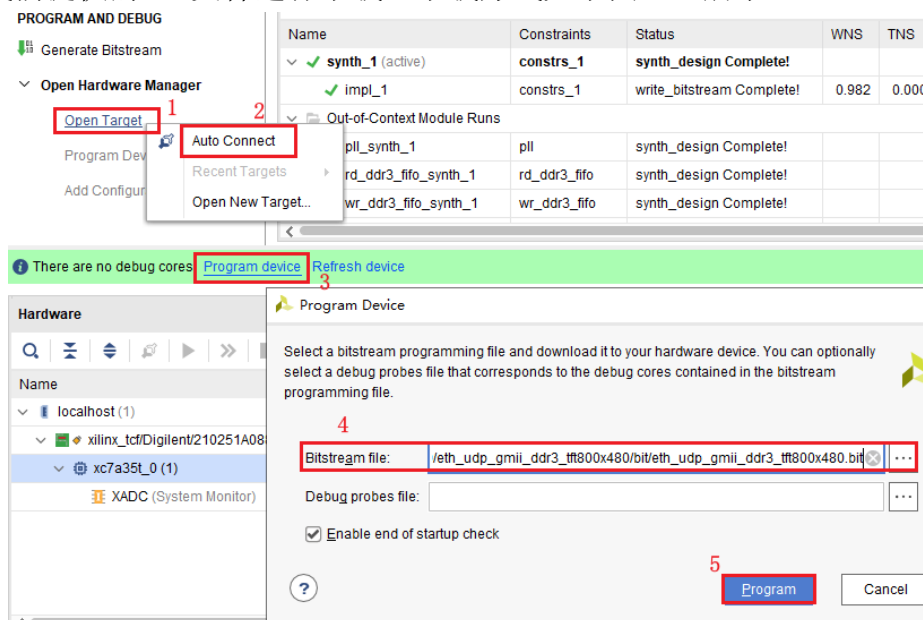 PROGRAM AND DEBUG
Generate Bitstream
Open Hardware Manager
1
Open Target
2
Auto Connect
Program Dev
Recent Targets
Add Configur
Open New Target...
Name Constraints Status WNS TNS
synth_1 (active) constrs_1 synth_design Complete!
impl_1 constrs_1 write_bitstream Complete! 0.982 0.000
Out-of-Context Module Runs
pll_synth_1 pll synth_design Complete!
rd_ddr3_fifo_synth_1 rd_ddr3_fifo synth_design Complete!
wr_ddr3_fifo_synth_1 wr_ddr3_fifo synth_design Complete!
There are no debug cores. Program device Refresh device
3
Hardware
Name
localhost (1)
xilinx_tcf/Digilent/210251A08
xc7a35t_0 (1)
XADC (System Monitor)
Program Device
Select a bitstream programming file and download it to your hardware device. You can optionally
select a debug probes file that corresponds to the debug cores contained in the bitstream
programming file.
4
Bitstream file: /eth_udp_gmii_ddr3_tft800x480/bit/eth_udp_gmii_ddr3_tft800x480.bit ...
Debug probes file: ...
Enable end of startup check
5
? Program Cancel